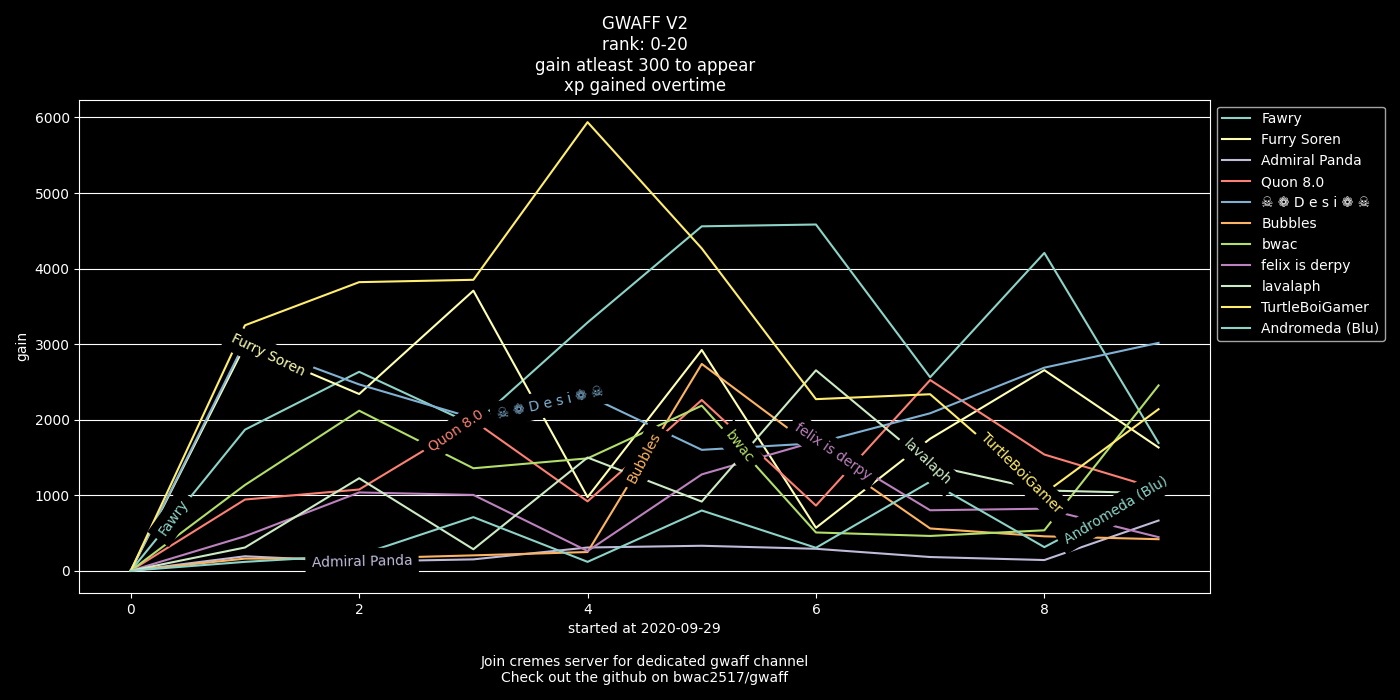 GWAFF V2
rank: 0-20
gain atleast 300 to appear
xp gained overtime
6000
5000
4000
3000
2000
1000
0
gain
0
2
4
6
8
started at 2020-09-29
Fawry
Furry Soren
Admiral Panda
Quon 8.0
☠ ❁ D e s i ❁ ☠
Bubbles
bwac
felix is derpy
lavalaph
TurtleBoiGamer
Andromeda (Blu)
Fawry
Furry Soren
Admiral Panda
Quon 8.0
☠ ❁ D e s i ❁ ☠
Bubbles
bwac
felix is derpy
lavalaph
TurtleBoiGamer
Andromeda (Blu)
Join cremes server for dedicated gwaff channel
Check out the github on bwac2517/gwaff